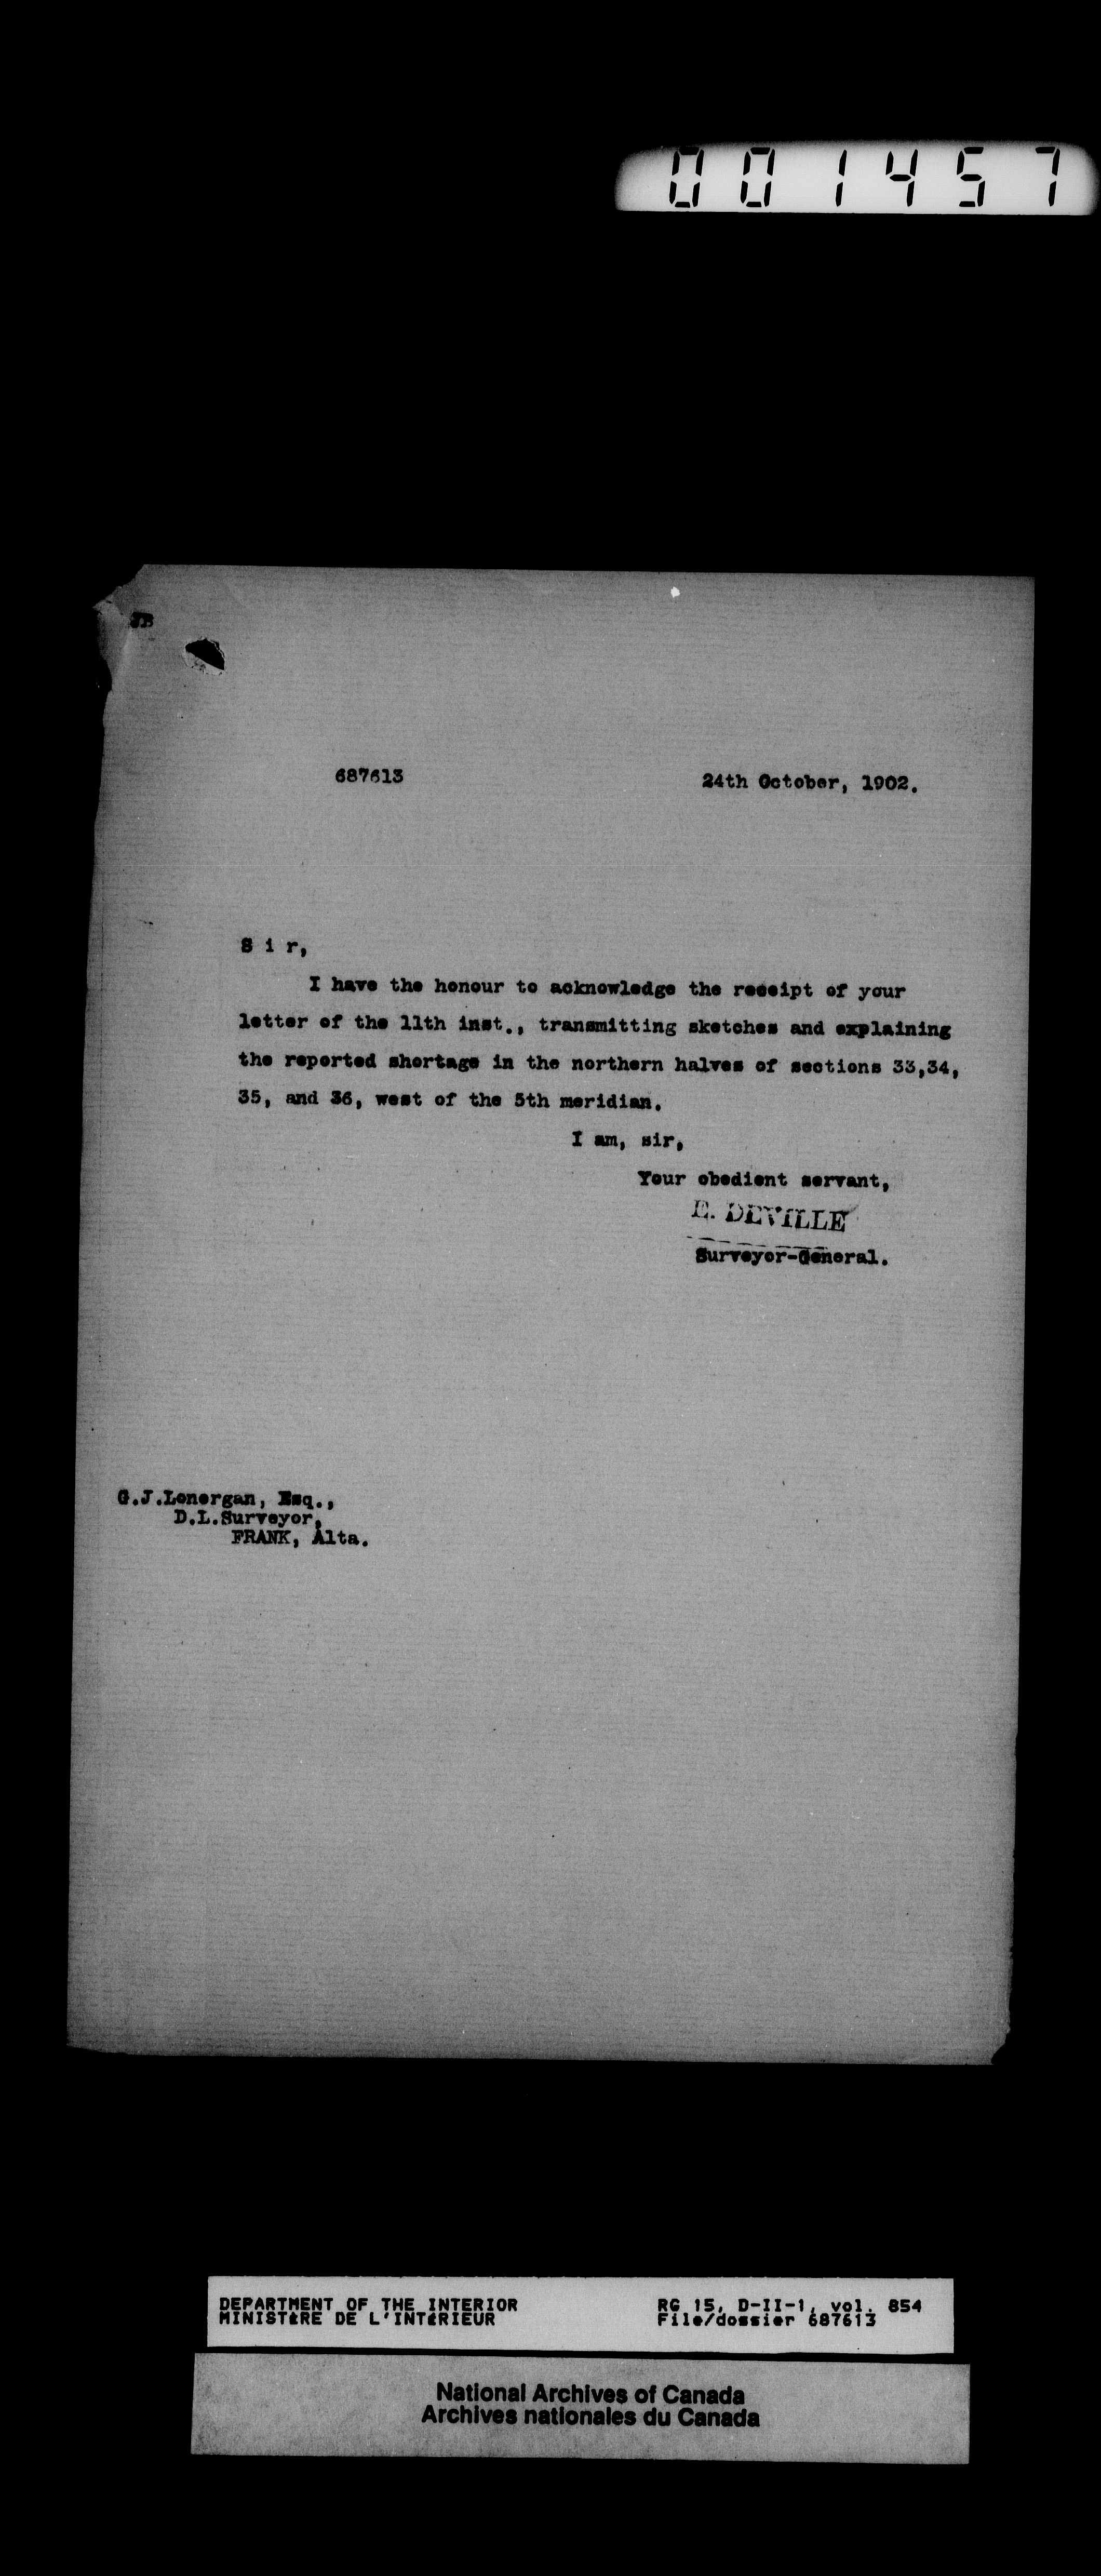 001457
JB
687613
24th October, 1902.
S i r,
I have the honour to acknowledge the receipt of your
letter of the 11th inst., transmitting sketches and explaining
the reported shortage in the northern halves of sections 33,34,
35, and 36, west of the 5th meridian.
I am, sir,
Your obedient servant,
E. DEVILLE
Surveyor-General.
G.J.Lonergan, Esq.,
D.L.Surveyor,
FRANK, Alta.
DEPARTMENT OF THE INTERIOR
MINISTÈRE DE L'INTÉRIEUR
RG 15, D-II-1, vol. 854
File/dossier 687613
National Archives of Canada
Archives nationales du Canada